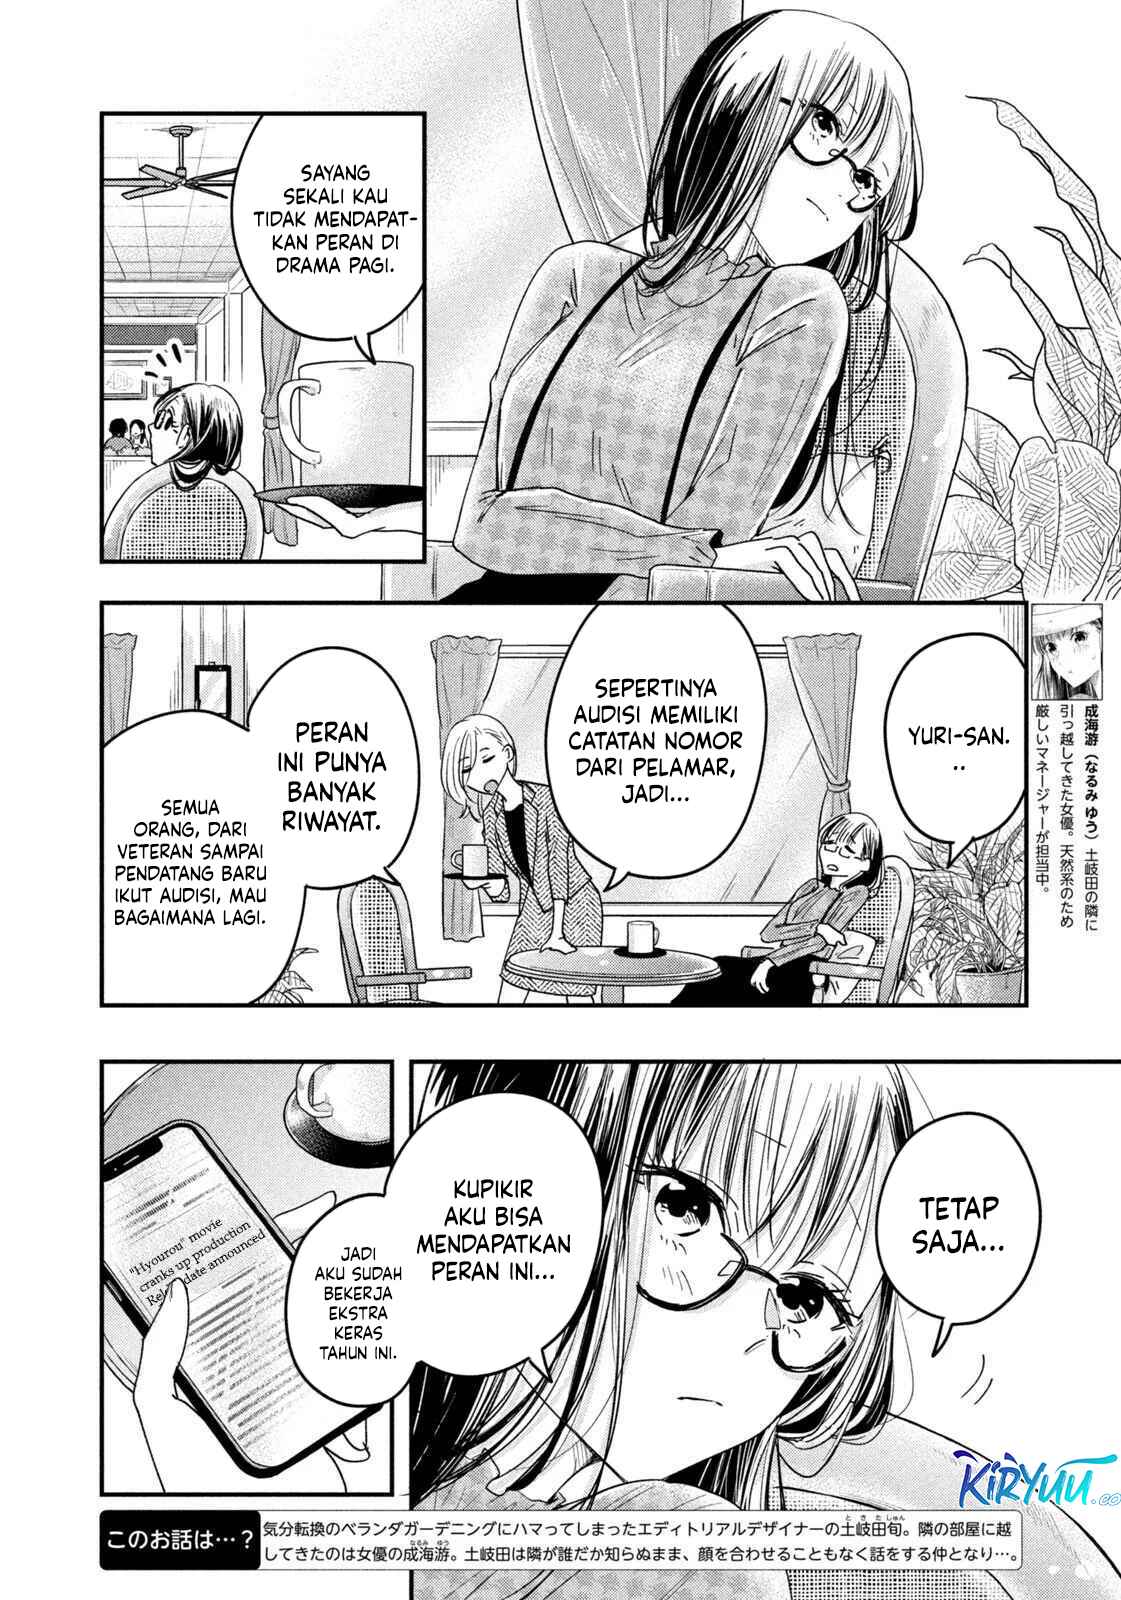 SAYANG
SEKALI KAU
TIDAK MENDAPAT-
KAN PERAN DI
DRAMA PAGI.
YURI-SAN.
..
SEPERTINYA
AUDISI MEMILIKI
CATATAN NOMOR
DARI PELAMAR,
JADI...
PERAN
INI PUNYA
BANYAK
RIWAYAT.
SEMUA
ORANG, DARI
VETERAN SAMPAI
PENDATANG BARU
IKUT AUDISI, MAU
BAGAIMANA LAGI.
成海游（なるみ ゆう）土岐田の隣に
引っ越してきた女優。天然系のため
厳しいマネージャーが担当中。
TETAP
SAJA...
KUPIKIR
AKU BISA
MENDAPATKAN
PERAN INI...
JADI
AKU SUDAH
BEKERJA
EKSTRA
KERAS
TAHUN INI.
"Hyourou" movie
cranks up production
date announced
KIRYUU.co
このお話は…？
気分転換のベランダガーデニングにハマってしまったエディトリアルデザイナーの土岐田旬。隣の部屋に越
してきたのは女優の成海游。土岐田は隣が誰だか知らぬまま、顔を合わせることもなく話をする仲となり…。